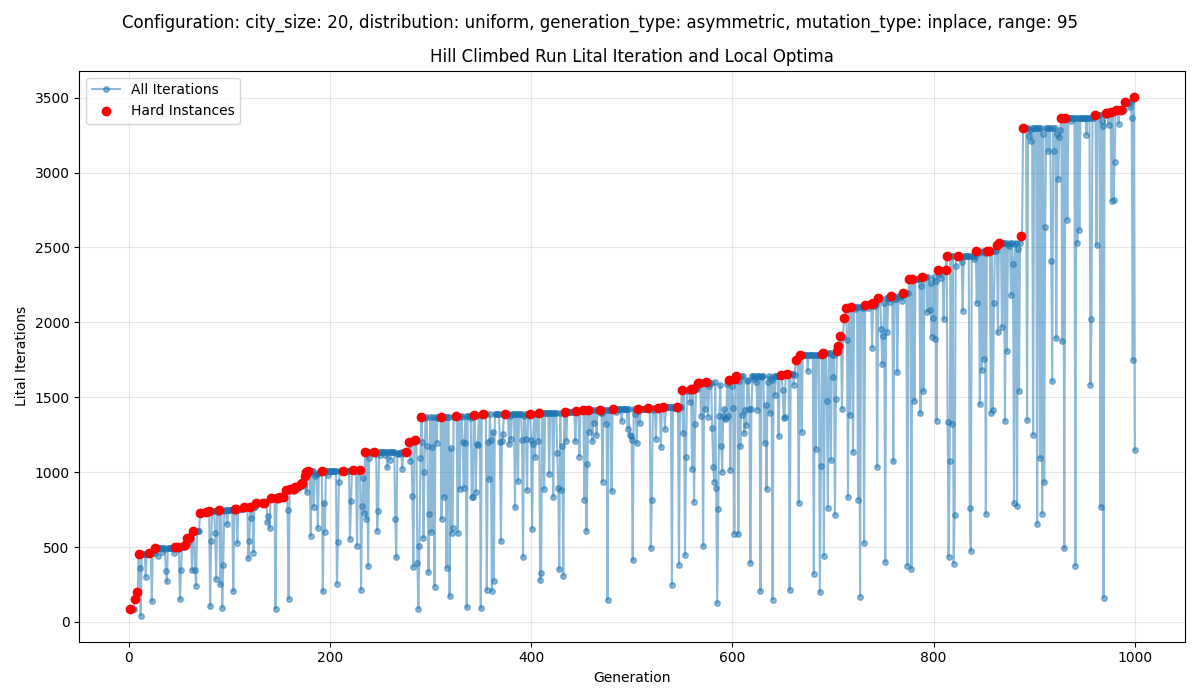 Configuration: city_size: 20, distribution: uniform, generation_type: asymmetric, mutation_type: inplace, range: 95
Hill Climbed Run Lital Iteration and Local Optima
All Iterations
Hard Instances
3500
3000
2500
2000
1500
1000
500
0
Lital Iterations
0 200 400 600 800 1000
Generation